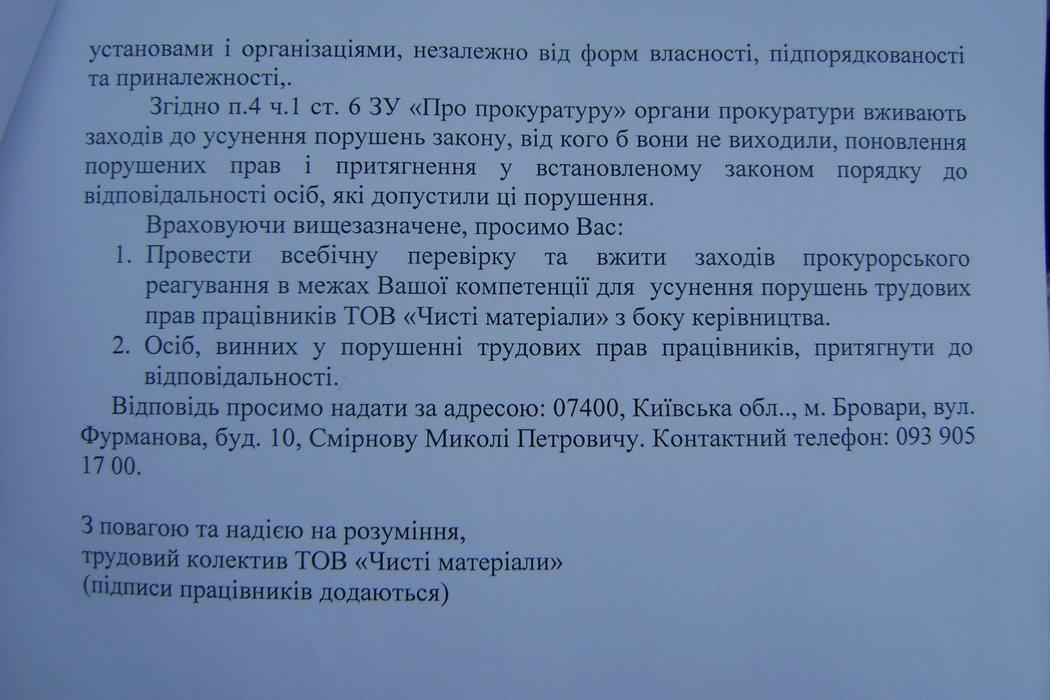 установами і організаціями, незалежно від форм власності, підпорядкованості
та приналежності,.
Згідно п.4 ч.1 ст. 6 ЗУ «Про прокуратуру» органи прокуратури вживають
заходів до усунення порушень закону, від кого б вони не виходили, поновлення
порушених прав і притягнення у встановленому законом порядку до
відповідальності осіб, які допустили ці порушення.
Враховуючи вищезазначене, просимо Вас:
1. Провести всебічну перевірку та вжити заходів прокурорського
реагування в межах Вашої компетенції для усунення порушень трудових
прав працівників ТОВ «Чисті матеріали» з боку керівництва.
2. Осіб, винних у порушенні трудових прав працівників, притягнути до
відповідальності.
Відповідь просимо надати за адресою: 07400, Київська обл.., м. Бровари, вул.
Фурманова, буд. 10, Смірнову Миколі Петровичу. Контактний телефон: 093 905
17 00.
З повагою та надією на розуміння,
трудовий колектив ТОВ «Чисті матеріали»
(підписи працівників додаються)